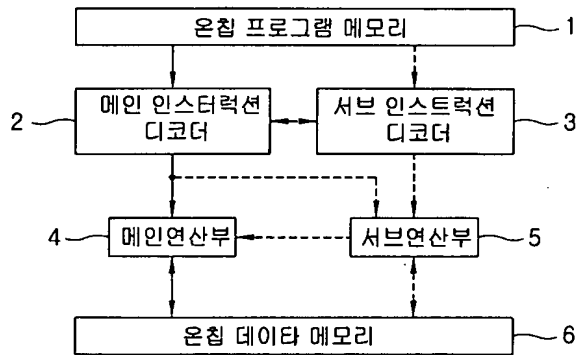 온칩 프로그램 메모리
1
메인 인스터럭션
디코더
2
서브 인스트럭션
디코더
3
메인연산부
4
서브연산부
5
온칩 데이타 메모리
6